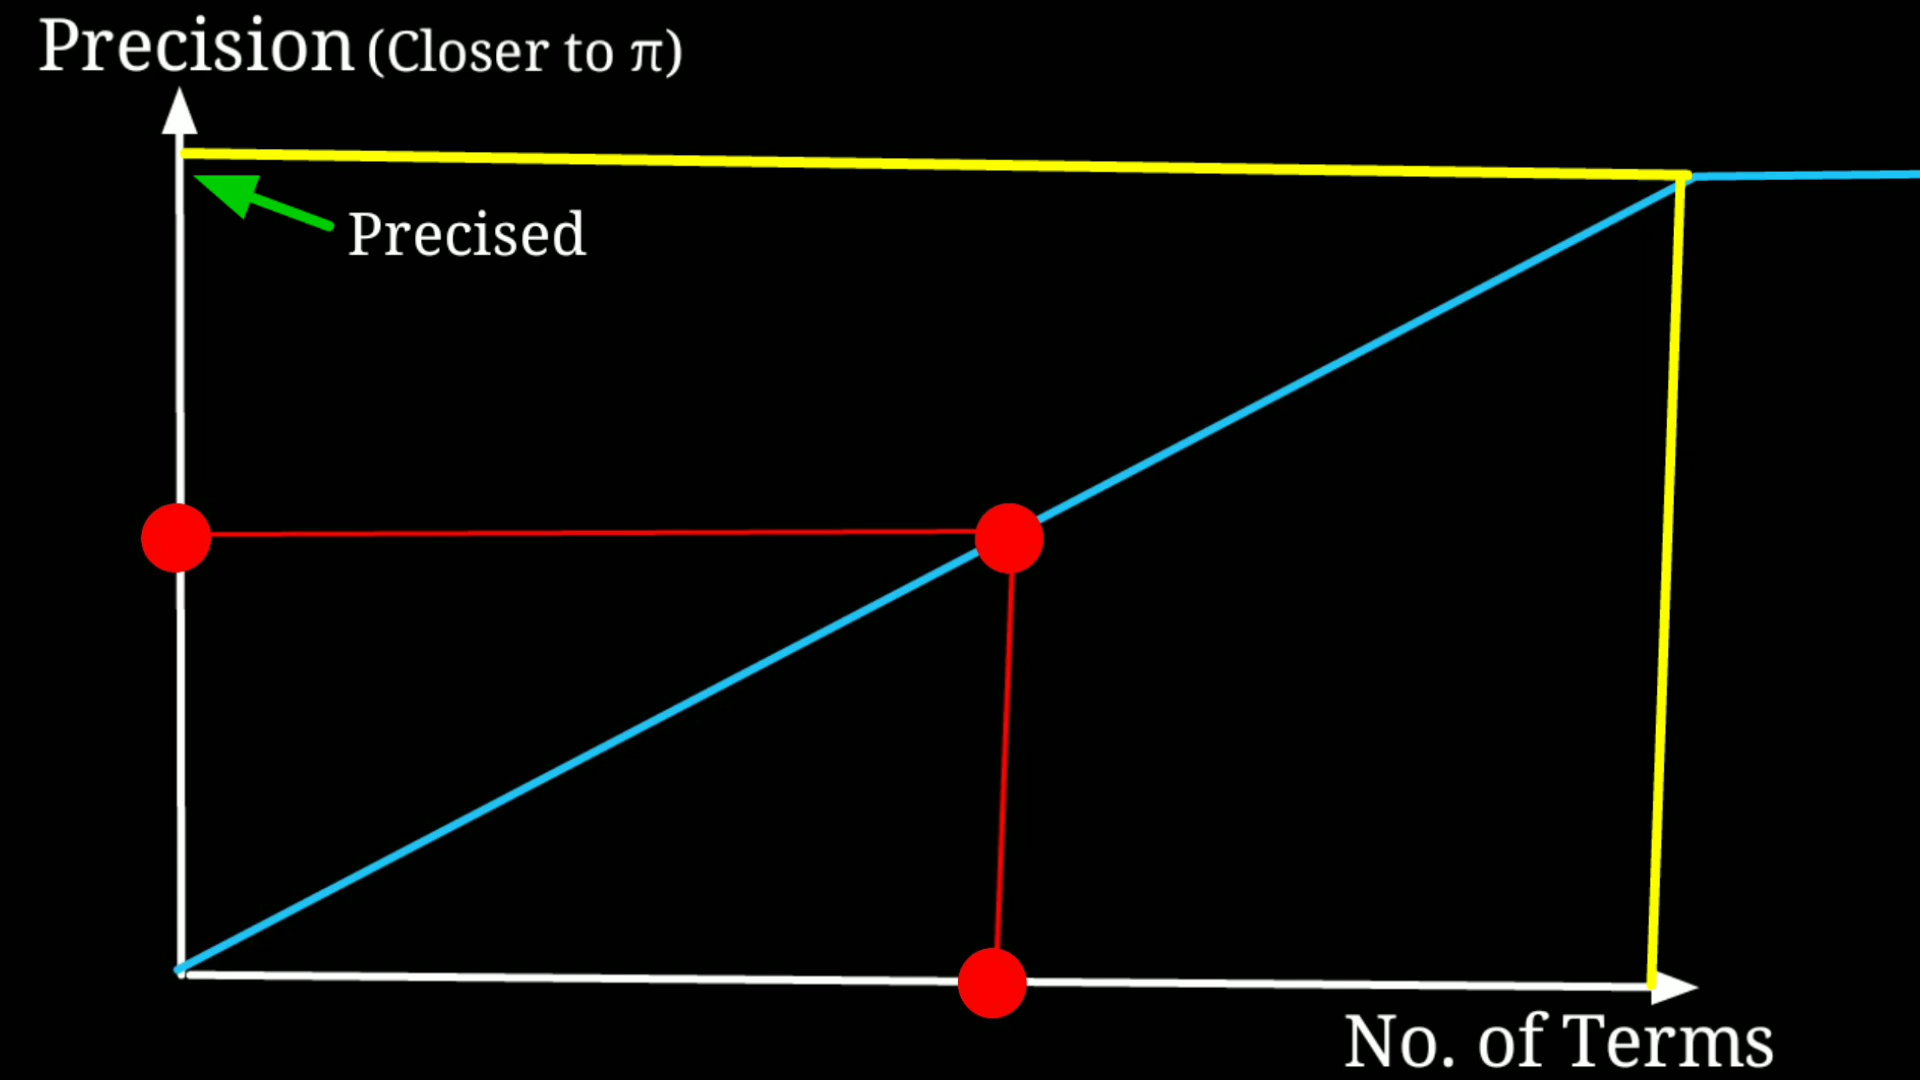 Precision (Closer to π)
Precised
No. of Terms